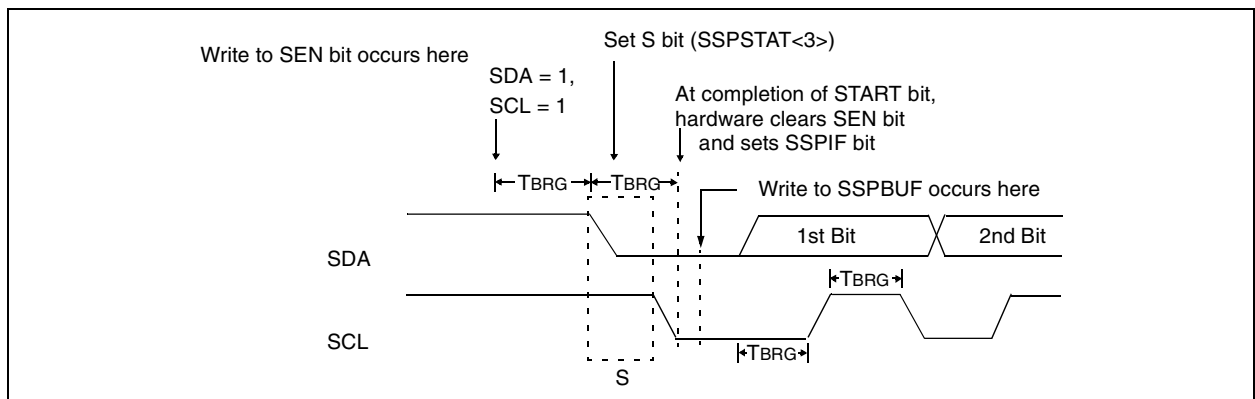 Write to SEN bit occurs here
Set S bit (SSPSTAT<3>)
SDA = 1,
SCL = 1
At completion of START bit,
hardware clears SEN bit
and sets SSPIF bit
TBRG
TBRG
Write to SSPBUF occurs here
SDA
1st Bit
2nd Bit
TBRG
SCL
TBRG
S